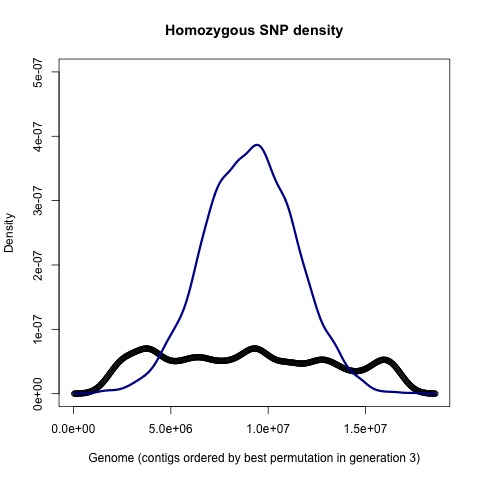 Homozygous SNP density
Density
5e-07
4e-07
3e-07
2e-07
1e-07
0e+00
0.0e+00 5.0e+06 1.0e+07 1.5e+07
Genome (contigs ordered by best permutation in generation 3)